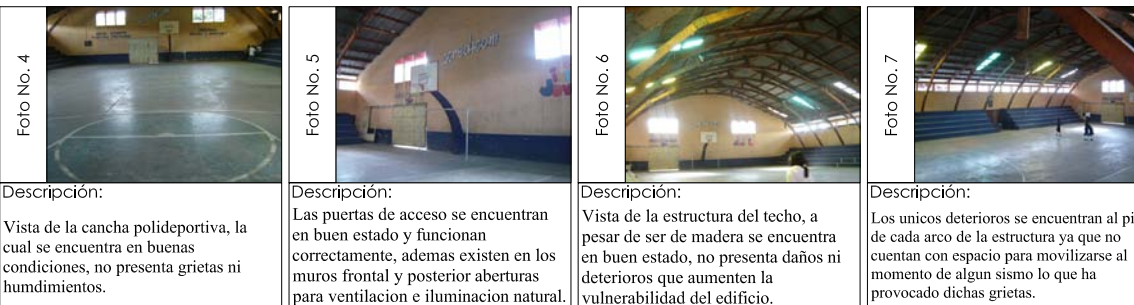 Foto No. 4
Descripción:
Vista de la cancha polideportiva, la
cual se encuentra en buenas
condiciones, no presenta grietas ni
humdimientos.
Foto No. 5
Descripción:
Las puertas de acceso se encuentran
en buen estado y funcionan
correctamente, ademas existen en los
muros frontal y posterior aberturas
para ventilacion e iluminacion natural.
Foto No. 6
Descripción:
Vista de la estructura del techo, a
pesar de ser de madera se encuentra
en buen estado, no presenta daños ni
deterioros que aumenten la
vulnerabilidad del edificio.
Foto No. 7
Descripción:
Los unicos deterioros se encuentran al pi
de cada arco de la estructura ya que no
cuentan con espacio para movilizarse al
momento de algun sismo lo que ha
provocado dichas grietas.